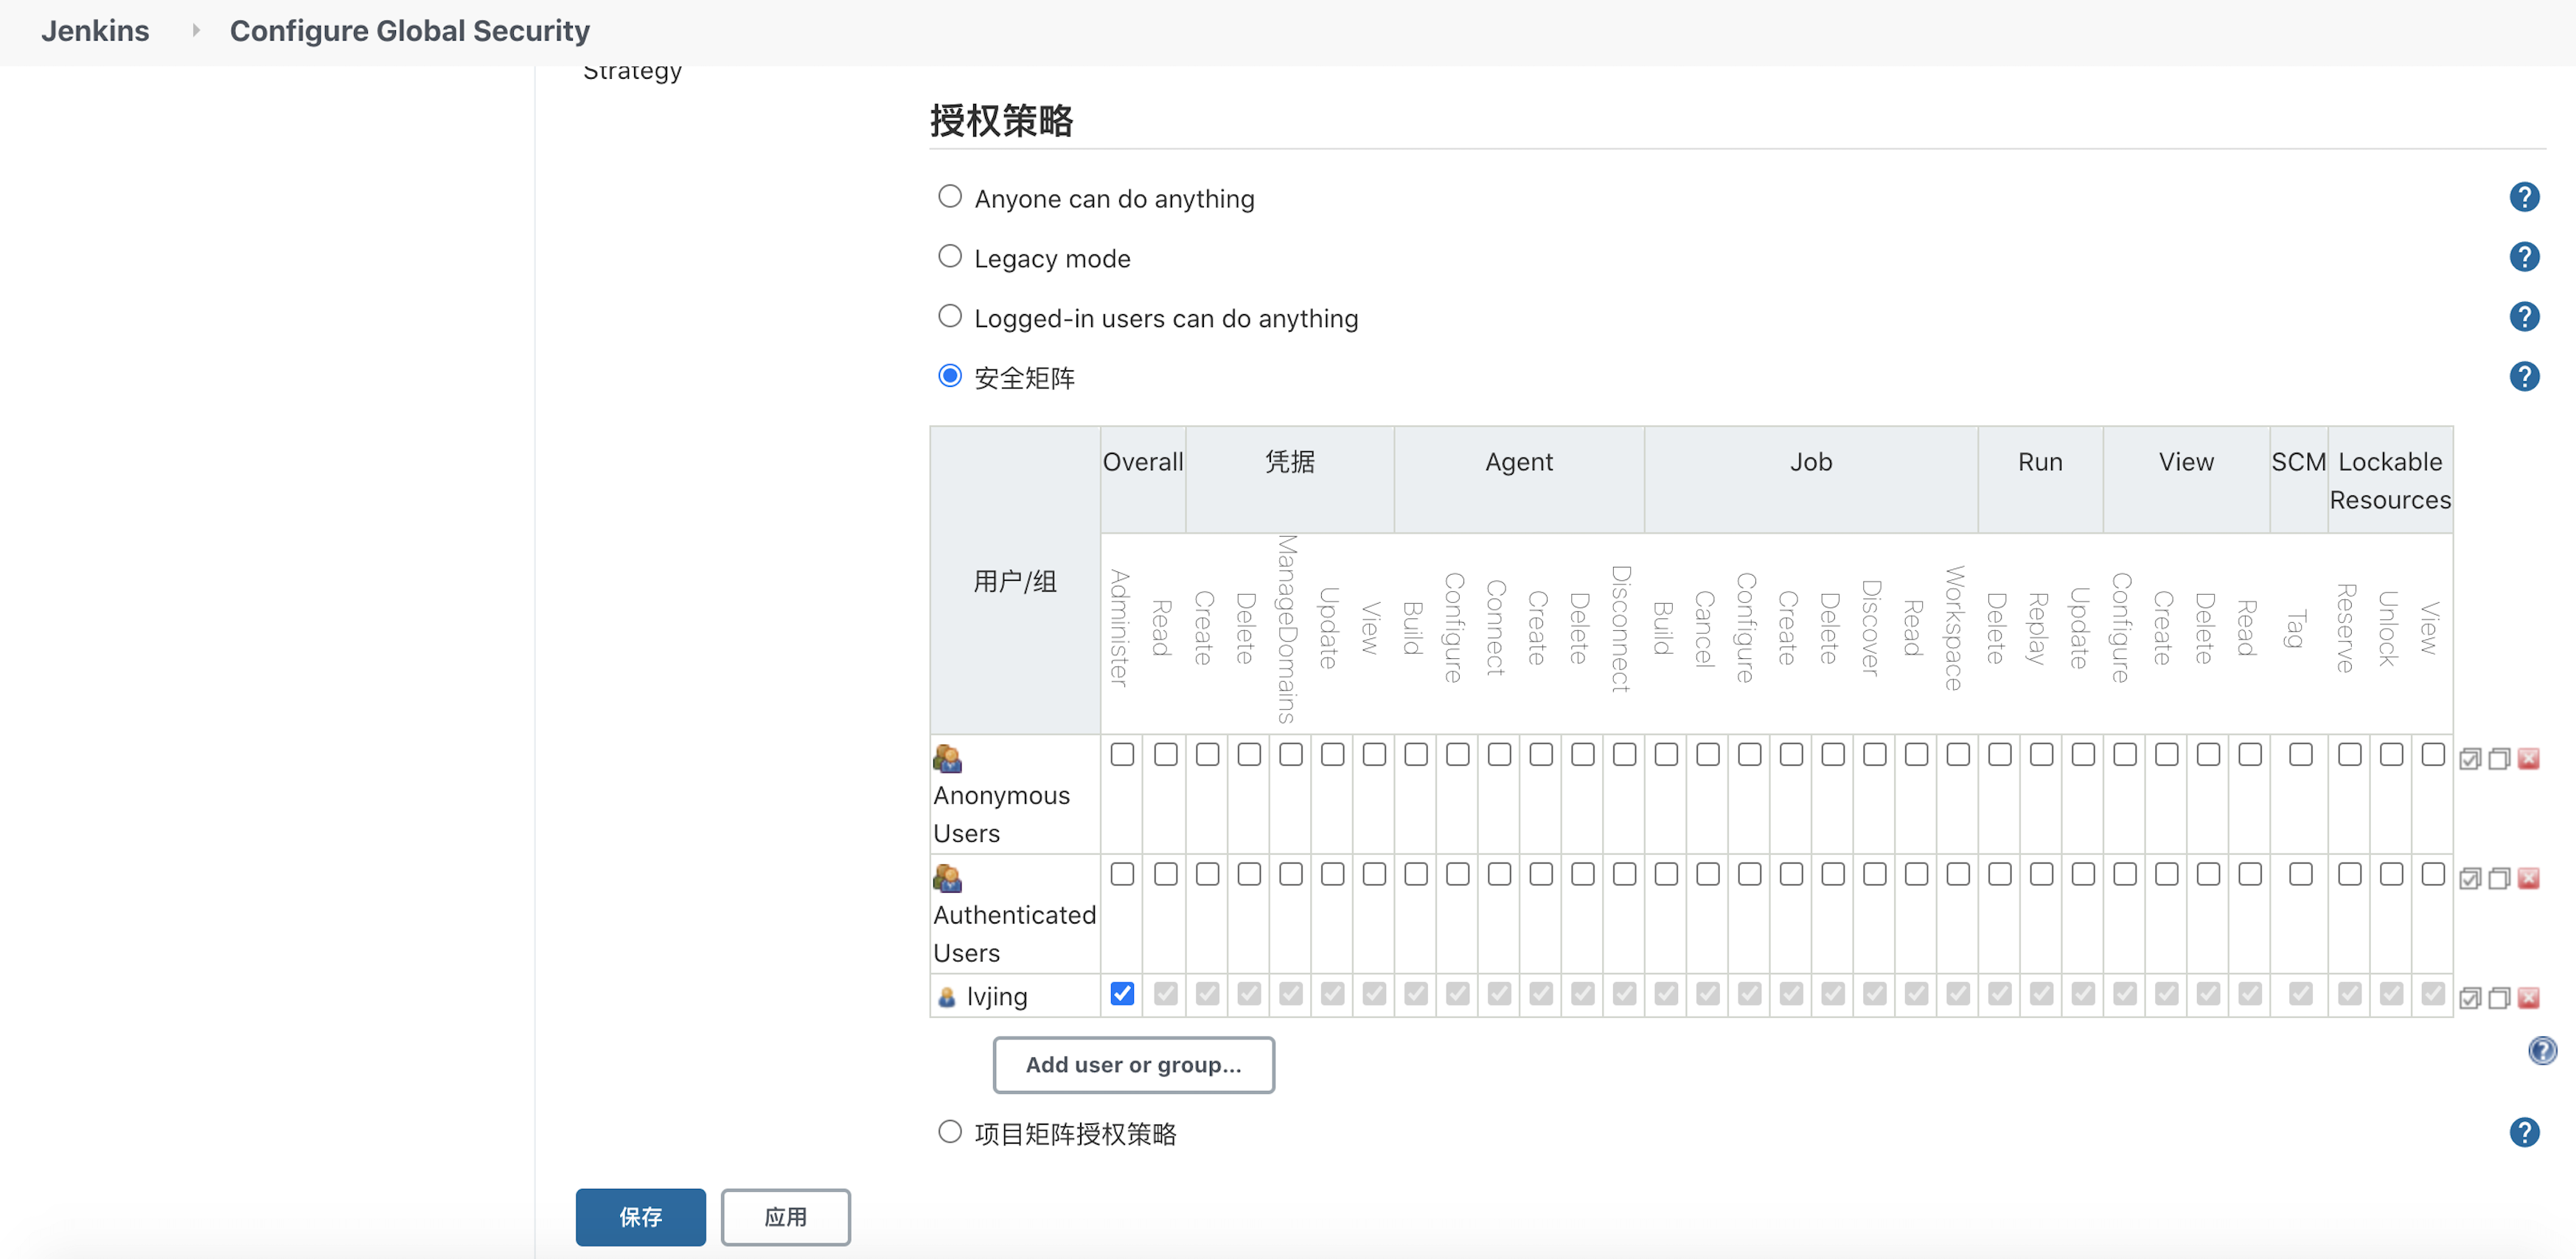 Jenkins
Configure Global Security
Strategy
授权策略
Anyone can do anything
Legacy mode
Logged-in users can do anything
安全矩阵
用户/组
Overall 凭据 Agent Job Run View SCM Lockable
Resources
Administer Read Create Delete ManageDomains Update View Build Configure Connect Create Delete Disconnect Build Cancel Configure Create Delete Discover Read Workspace Delete Replay Update Configure Create Delete Read Tag Reserve Unlock View
Anonymous
Users
Authenticated
Users
lvjing
Add user or group...
项目矩阵授权策略
保存
应用